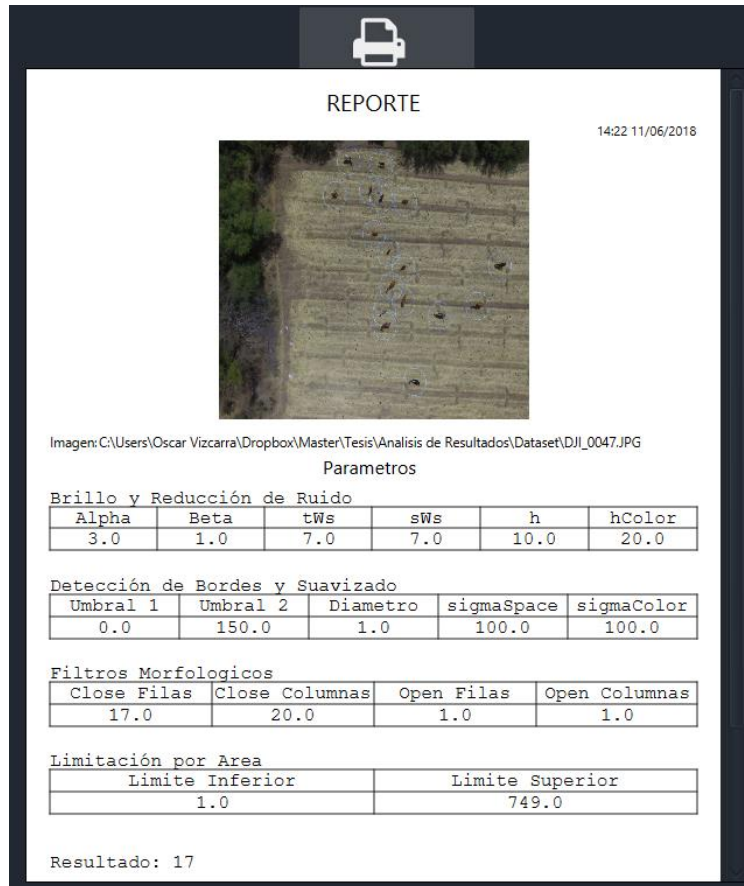 REPORTE
14:22 11/06/2018
Imagen: C:\Users\Oscar Vizcarra\Dropbox\Master\Tesis\Analisis de Resultados\Dataset\DJI_0047.JPG
Parametros
Brillo y Reducción de Ruido
Alpha Beta tWs sWs h hColor
3.0 1.0 7.0 7.0 10.0 20.0
Detección de Bordes y Suavizado
Umbral 1 Umbral 2 Diametro sigmaSpace sigmaColor
0.0 150.0 1.0 100.0 100.0
Filtros Morfologicos
Close Filas Close Columnas Open Filas Open Columnas
17.0 20.0 1.0 1.0
Limitación por Area
Limite Inferior Limite Superior
1.0 749.0
Resultado: 17